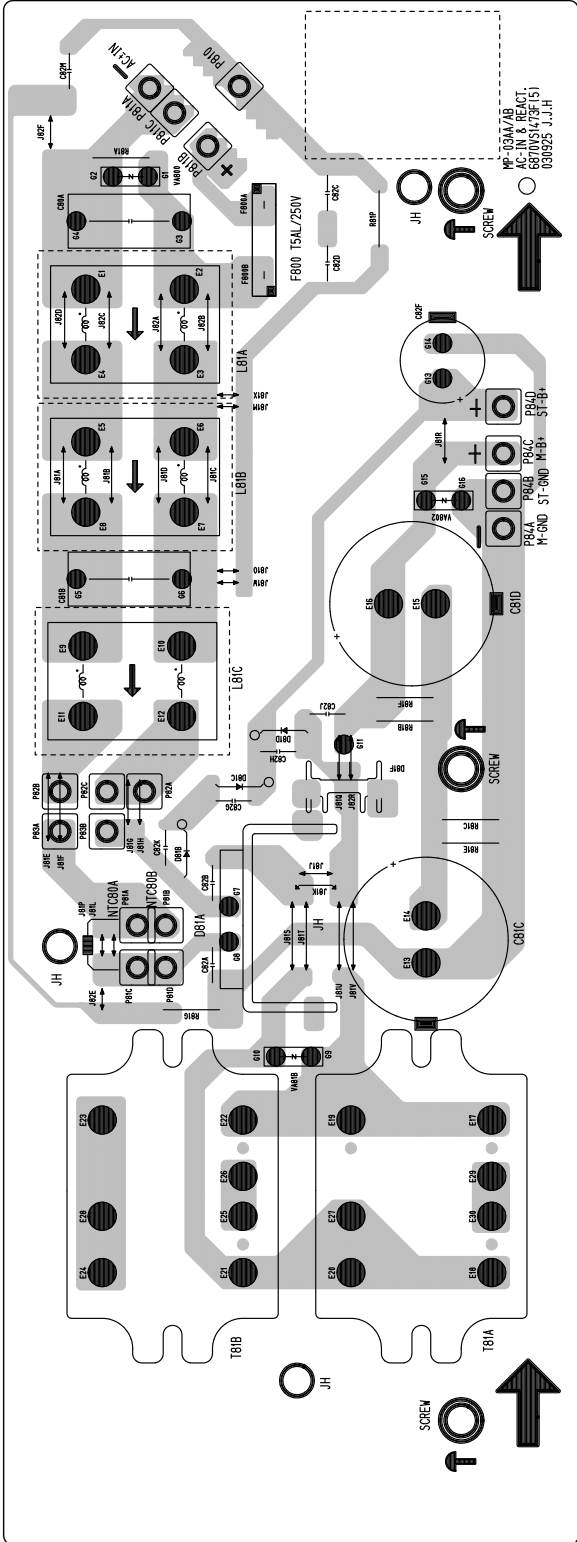 C82M
AC±IN
P811A
P811C
P810
P811B
+
J82F
R81A
G2
N
G1
VA800
C80A
G4
G3
F800A
F800B
F800 T5AL/250V
C82C
C82D
R81P
JH
SCREW
MP-03AA/AB
AC-IN & REACT.
6870VS1473F(5)
030925 J.J.H
E1
E2
J82D
J82C
J82A
J82B
E4
E3
L81A
J81X
J81M
E5
E6
J81A
J81B
J81D
J81C
E8
E7
L81B
C82F
G14
G13
+
J81R
+
P84D
ST-B+
+
P84C
M-B+
P84B
ST-GND
P84A
M-GND
G15
N
G16
VA802
C81B
G5
G6
J81O
J81W
E16
E15
C81D
+
E9
E10
E11
E12
L81C
C82J
D81D
C82H
G11
R81F
R81B
D81F
SCREW
D81C
C82G
J81Q
J82R
P82B
P82C
P82A
P83A
P83B
J81E
J81F
J81G
J81H
C82K
D81B
R81C
R81E
NTC80A
NTC80B
J81P
J81L
P81A
P81B
D81A
C82B
G7
G8
C82A
J81J
J81K
JH
J81S
J81T
J81U
J81V
+
E14
E13
C81C
JH
J82E
P81C
P81D
R81G
G10
N
G9
VA81B
E23
E22
E19
E17
E26
E29
E28
E25
E27
E30
E24
E21
E20
E18
T81B
T81A
JH
SCREW